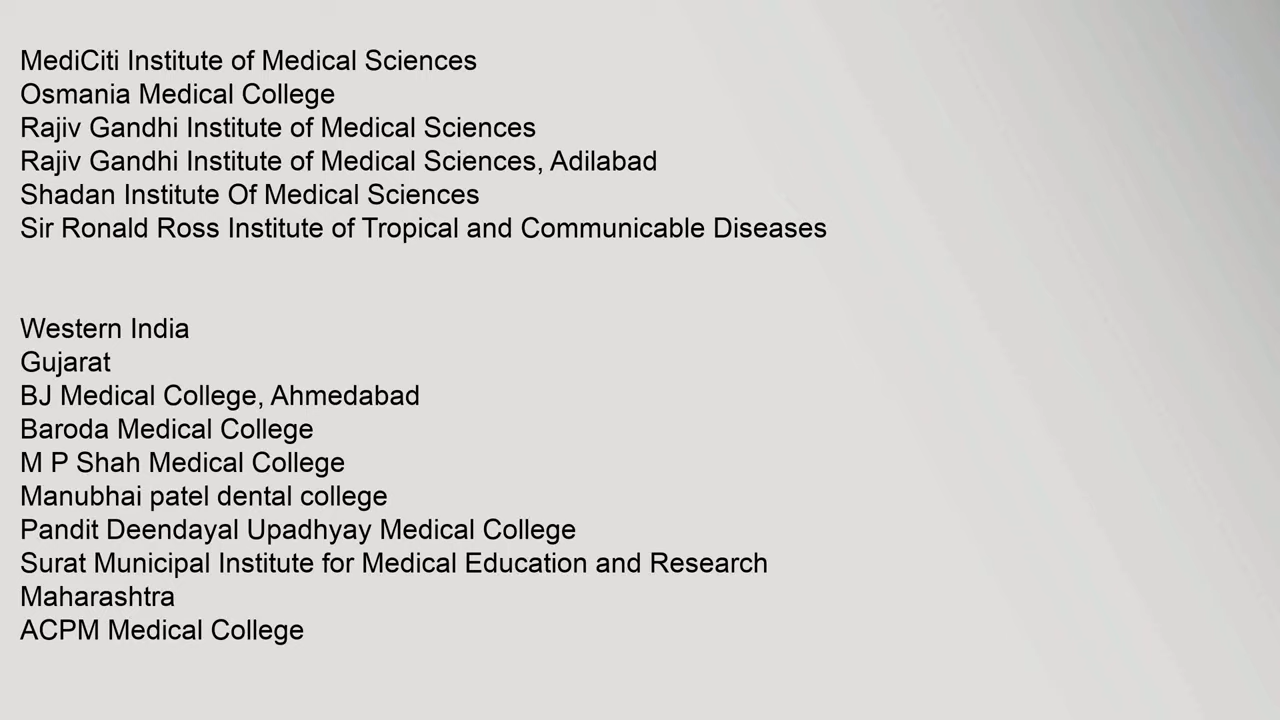 MediCiti Institute of Medical Sciences
Osmania Medical College
Rajiv Gandhi Institute of Medical Sciences
Rajiv Gandhi Institute of Medical Sciences, Adilabad
Shadan Institute Of Medical Sciences
Sir Ronald Ross Institute of Tropical and Communicable Diseases
Western India
Gujarat
BJ Medical College, Ahmedabad
Baroda Medical College
M P Shah Medical College
Manubhai patel dental college
Pandit Deendayal Upadhyay Medical College
Surat Municipal Institute for Medical Education and Research
Maharashtra
ACPM Medical College